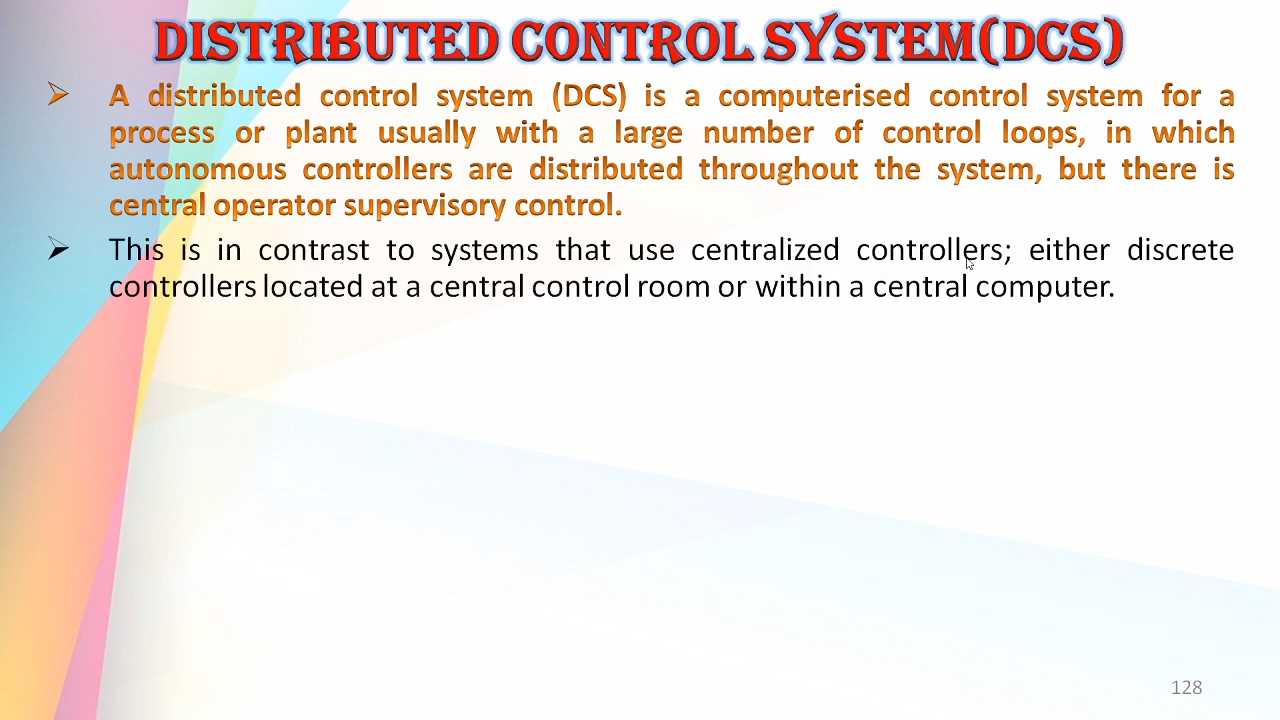 DISTRIBUTED CONTROL SYSTEM(DCS)
➢ A distributed control system (DCS) is a computerised control system for a
process or plant usually with a large number of control loops, in which
autonomous controllers are distributed throughout the system, but there is
central operator supervisory control.
➢ This is in contrast to systems that use centralized controllers; either discrete
controllers located at a central control room or within a central computer.
128